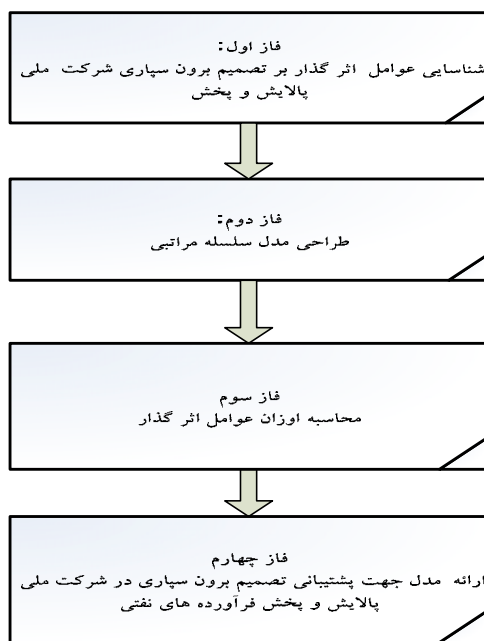 فاز اول:
شناسایی عوامل اثر گذار بر تصمیم برون سپاری شرکت ملی
پالایش و پخش
فاز دوم:
طراحی مدل سلسله مراتبی
فاز سوم
محاسبه اوزان عوامل اثر گذار
فاز چهارم
ارائه مدل جهت پشتیبانی تصمیم برون سپاری در شرکت ملی
پالایش و پخش فرآورده های نفتی